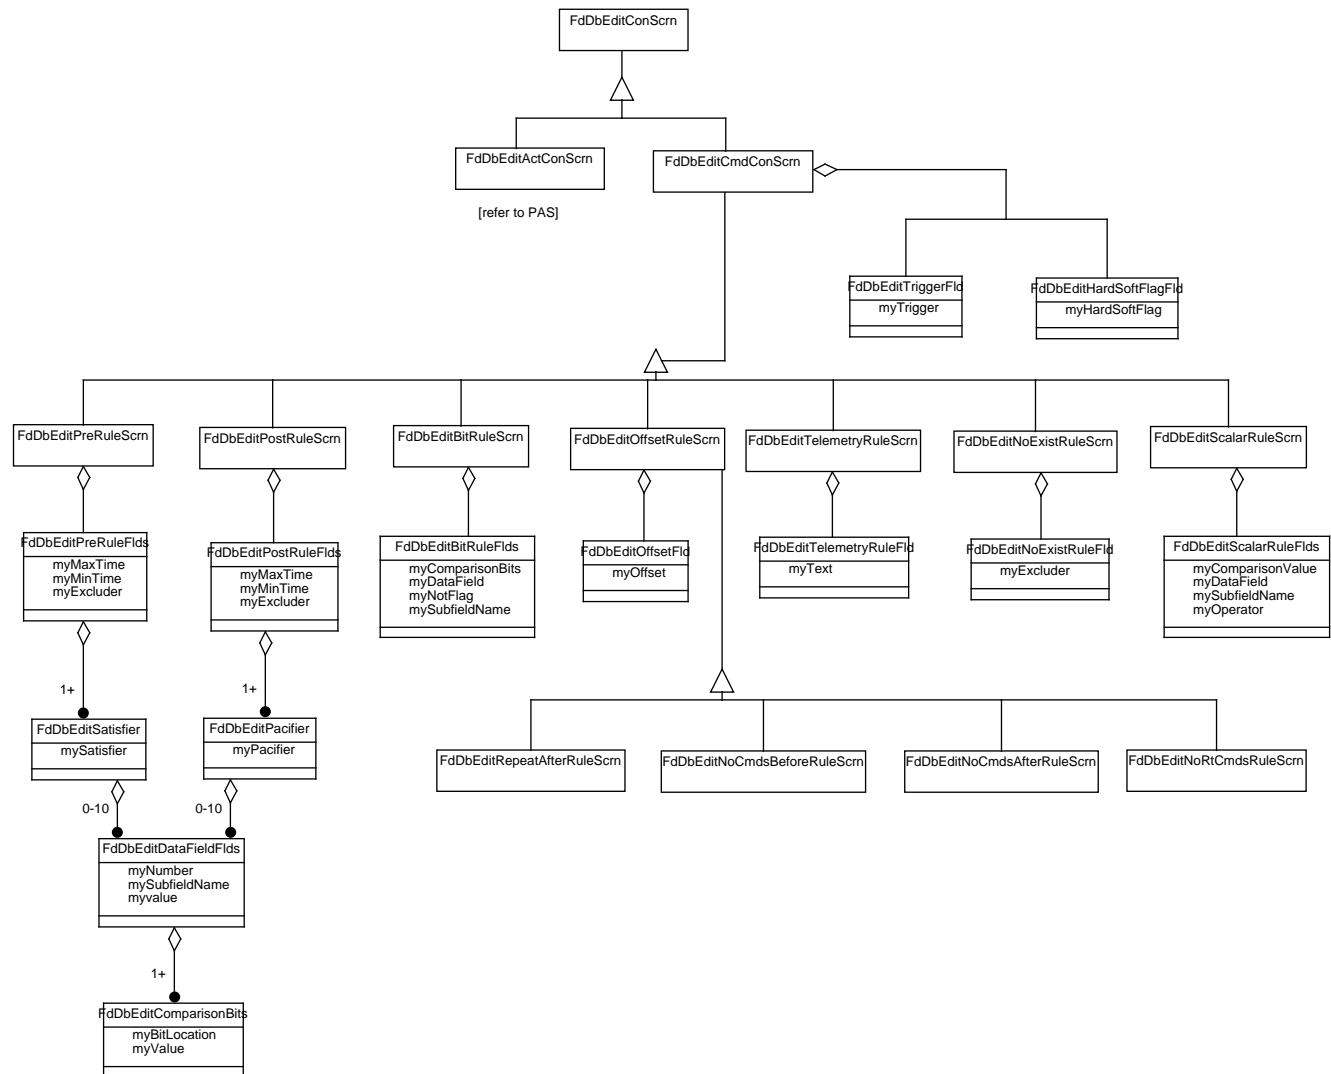 FdDbEditConScrn
FdDbEditActConScrn
FdDbEditCmdConScrn
[refer to PAS]
FdDbEditTriggerFld
myTrigger
FdDbEditHardSoftFlagFld
myHardSoftFlag
FdDbEditPreRuleScrn
FdDbEditPostRuleScrn
FdDbEditBitRuleScrn
FdDbEditOffsetRuleScrn
FdDbEditTelemetryRuleScrn
FdDbEditNoExistRuleScrn
FdDbEditScalarRuleScrn
FdDbEditPreRuleFlds
myMaxTime
myMinTime
myExcluder
FdDbEditPostRuleFlds
myMaxTime
myMinTime
myExcluder
FdDbEditBitRuleFlds
myComparisonBits
myDataField
myNotFlag
mySubfieldName
FdDbEditOffsetFld
myOffset
FdDbEditTelemetryRuleFld
myText
FdDbEditNoExistRuleFld
myExcluder
FdDbEditScalarRuleFlds
myComparisonValue
myDataField
mySubfieldName
myOperator
1+
1+
FdDbEditSatisfier
mySatisfier
FdDbEditPacifier
myPacifier
FdDbEditRepeatAfterRuleScrn
FdDbEditNoCmdsBeforeRuleScrn
FdDbEditNoCmdsAfterRuleScrn
FdDbEditNoRtCmdsRuleScrn
0-10
0-10
FdDbEditDataFieldFlds
myNumber
mySubfieldName
myvalue
1+
FdDbEditComparisonBits
myBitLocation
myValue